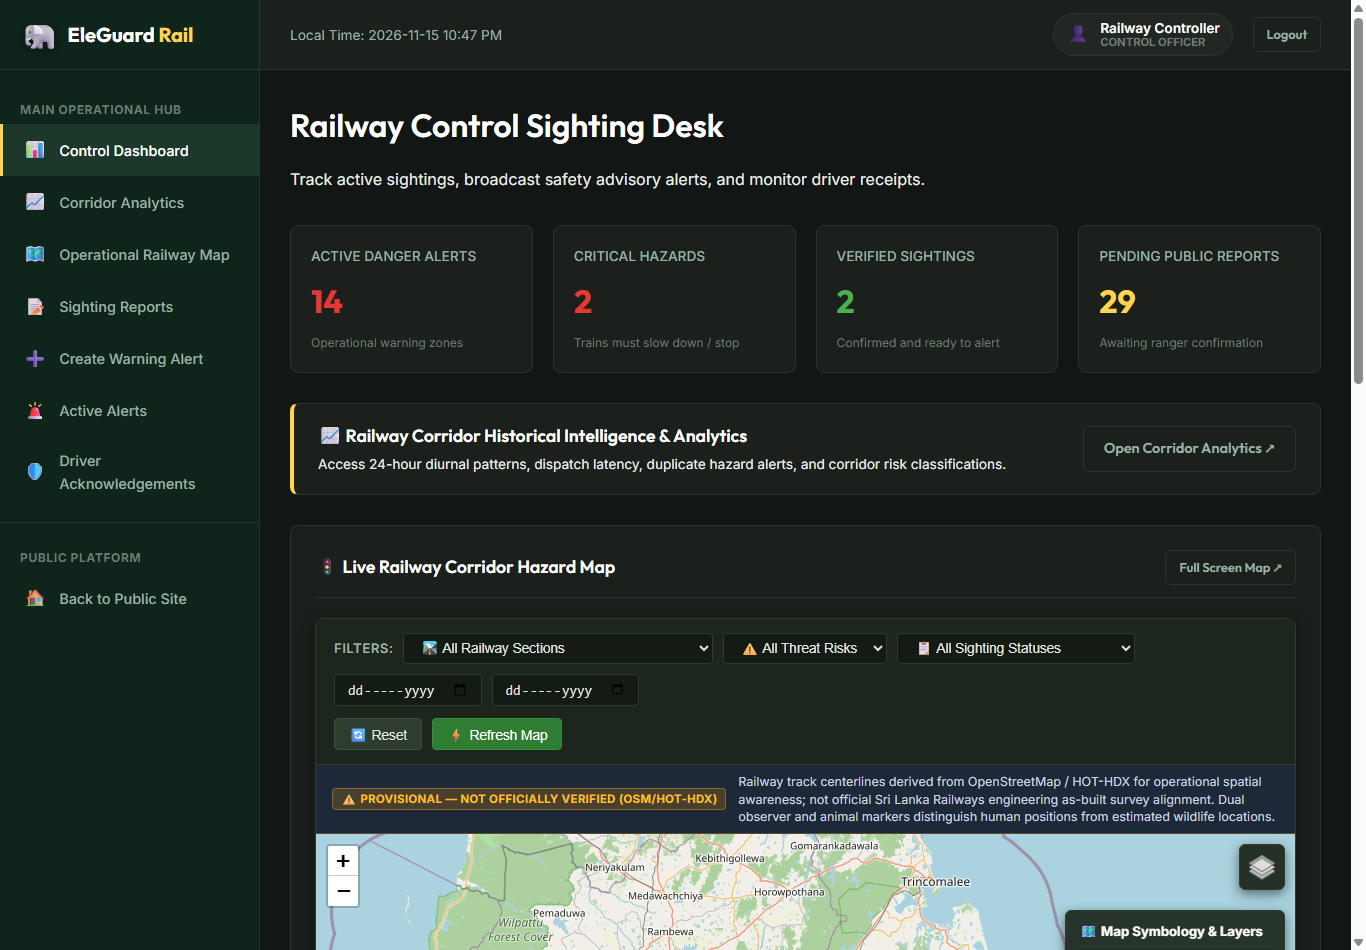 EleGuard Rail
Local Time: 2026-11-15 10:47 PM
Railway Controller
CONTROL OFFICER
Logout
MAIN OPERATIONAL HUB
Control Dashboard
Corridor Analytics
Operational Railway Map
Sighting Reports
Create Warning Alert
Active Alerts
Driver
Acknowledgements
PUBLIC PLATFORM
Back to Public Site
Railway Control Sighting Desk
Track active sightings, broadcast safety advisory alerts, and monitor driver receipts.
ACTIVE DANGER ALERTS
14
Operational warning zones
CRITICAL HAZARDS
2
Trains must slow down / stop
VERIFIED SIGHTINGS
2
Confirmed and ready to alert
PENDING PUBLIC REPORTS
29
Awaiting ranger confirmation
Railway Corridor Historical Intelligence & Analytics
Access 24-hour diurnal patterns, dispatch latency, duplicate hazard alerts, and corridor risk classifications.
Open Corridor Analytics ↗
Live Railway Corridor Hazard Map
Full Screen Map ↗
FILTERS:
All Railway Sections
All Threat Risks
All Sighting Statuses
dd-----yyyy
dd-----yyyy
Reset
Refresh Map
PROVISIONAL — NOT OFFICIALLY VERIFIED (OSM/HOT-HDX)
Railway track centerlines derived from OpenStreetMap / HOT-HDX for operational spatial
awareness; not official Sri Lanka Railways engineering as-built survey alignment. Dual
observer and animal markers distinguish human positions from estimated wildlife locations.
+
−
Gomarankadawala
Kebithigollewa
Neriyakulam
Trincomalee
Medawachchiya
Horowpothana
Pemaduwa
Wilpattu
Forest Cover
Rambewa
Map Symbology & Layers